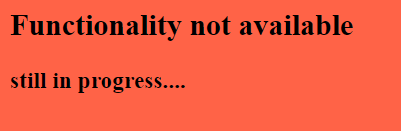 Functionality not available
still in progress....